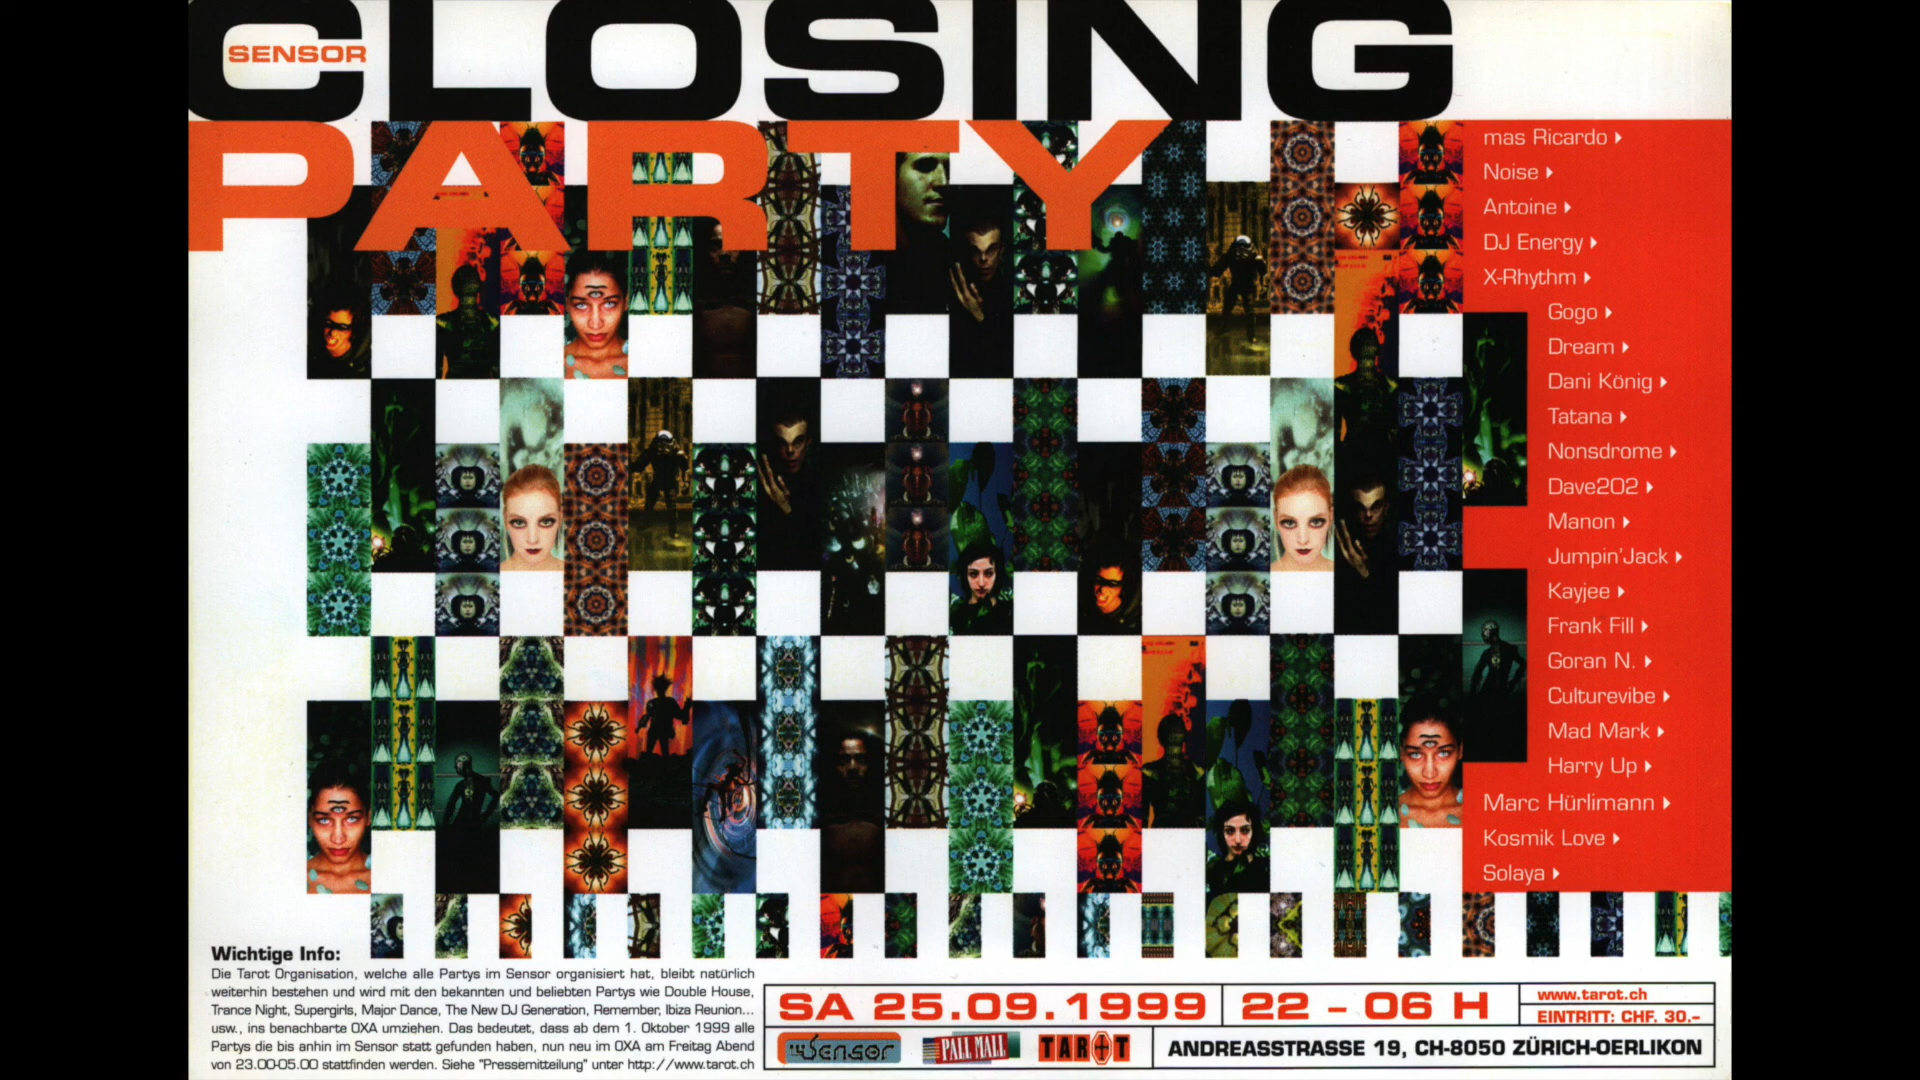 CLOSING
SENSOR
PARTY
mas Ricardo
Noise
Antoine
DJ Energy
X-Rhythm
Gogo
Dream
Dani König
Tatana
Nonsdrome
Dave202
Manon
Jumpin'Jack
Kayjee
Frank Fill
Goran N.
Culturevibe
Mad Mark
Harry Up
Marc Hürlimann
Kosmik Love
Solaya
Wichtige Info:
Die Tarot Organisation, welche alle Partys im Sensor organisiert hat, bleibt natürlich
weiterhin bestehen und wird mit den bekannten und beliebten Partys wie Double House,
Trance Night, Supergirls, Major Dance, The New DJ Generation, Remember, Ibiza Reunion...
usw., ins benachbarte OXA umziehen. Das bedeutet, dass ab dem 1. Oktober 1999 alle
Partys die bis anhin im Sensor statt gefunden haben, nun neu im OXA am Freitag Abend
von 23.00-05.00 stattfinden werden. Siehe "Pressemitteilung" unter http://www.tarot.ch
SA 25.09.1999
22 - 06 H
www.tarot.ch
EINTRITT: CHF. 30.-
Sensor
PALL MALL
TAROT
ANDREASSTRASSE 19, CH-8050 ZÜRICH-OERLIKON